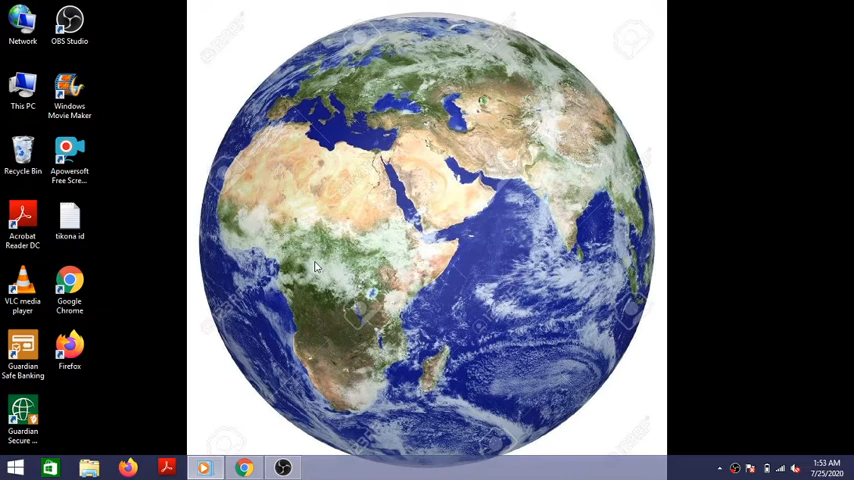 Network
OBS Studio
This PC
Windows
Movie Maker
Recycle Bin
Apowersoft
Free Scre...
Acrobat
Reader DC
tikona id
VLC media
player
Google
Chrome
Guardian
Safe Banking
Firefox
Guardian
Secure ...
1:53 AM
7/25/2020